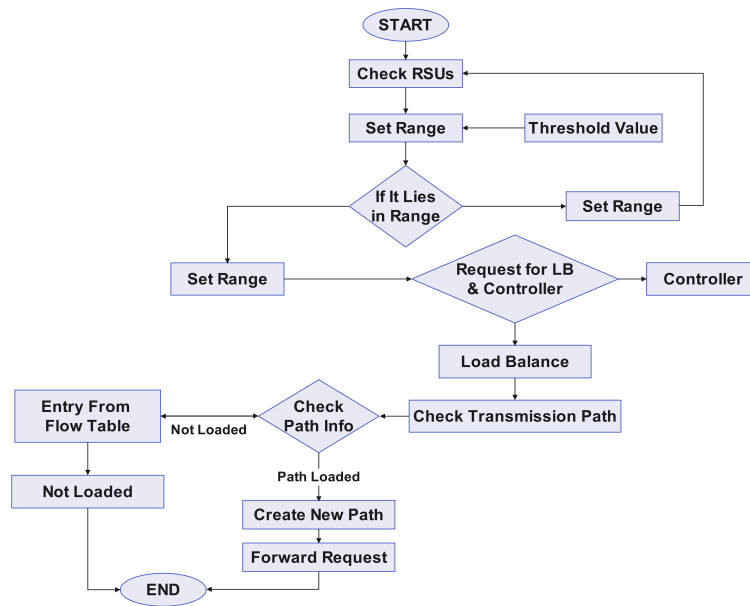 START
Check RSUs
Set Range
Threshold Value
If It Lies
in Range
Set Range
Set Range
Request for LB
& Controller
Controller
Load Balance
Check Transmission Path
Check
Path Info
Not Loaded
Entry From
Flow Table
Path Loaded
Not Loaded
Create New Path
Forward Request
END